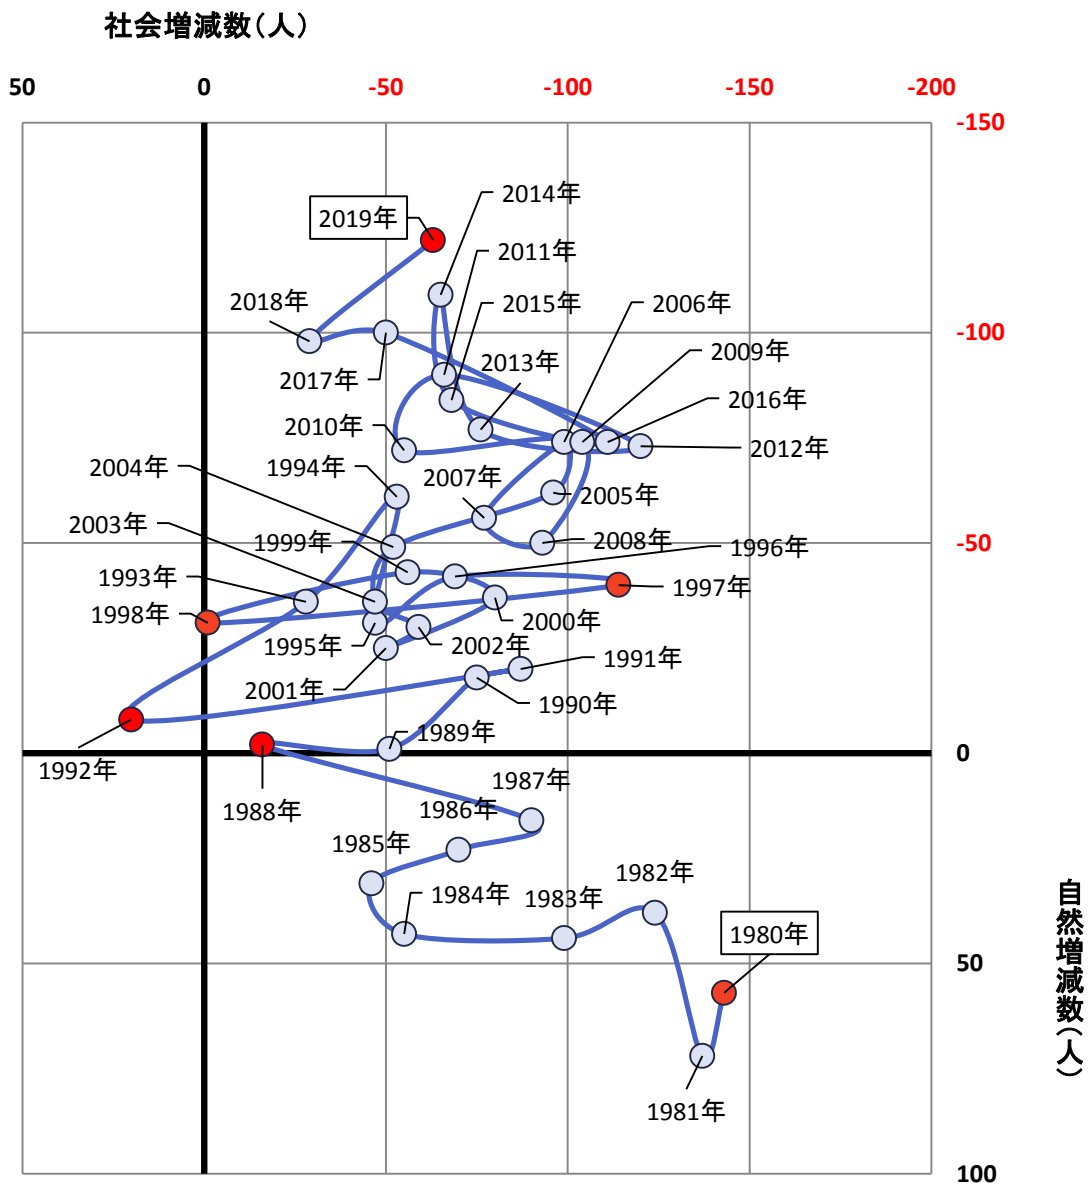 社会増減数(人)
50 0 -50 -100 -150 -200
-150
2014年
2019年
2011年
2018年
2015年
2006年
-100
2013年
2009年
2017年
2016年
2010年
2012年
2004年
1994年
2007年
2005年
2003年
1999年
2008年
1996年
-50
1993年
1997年
1998年
1995年
2002年
2000年
1991年
2001年
1990年
1989年
0
1992年
1987年
1988年
1986年
1985年
1984年
1983年
1982年
1980年
50
自然増減数(人)
1981年
100